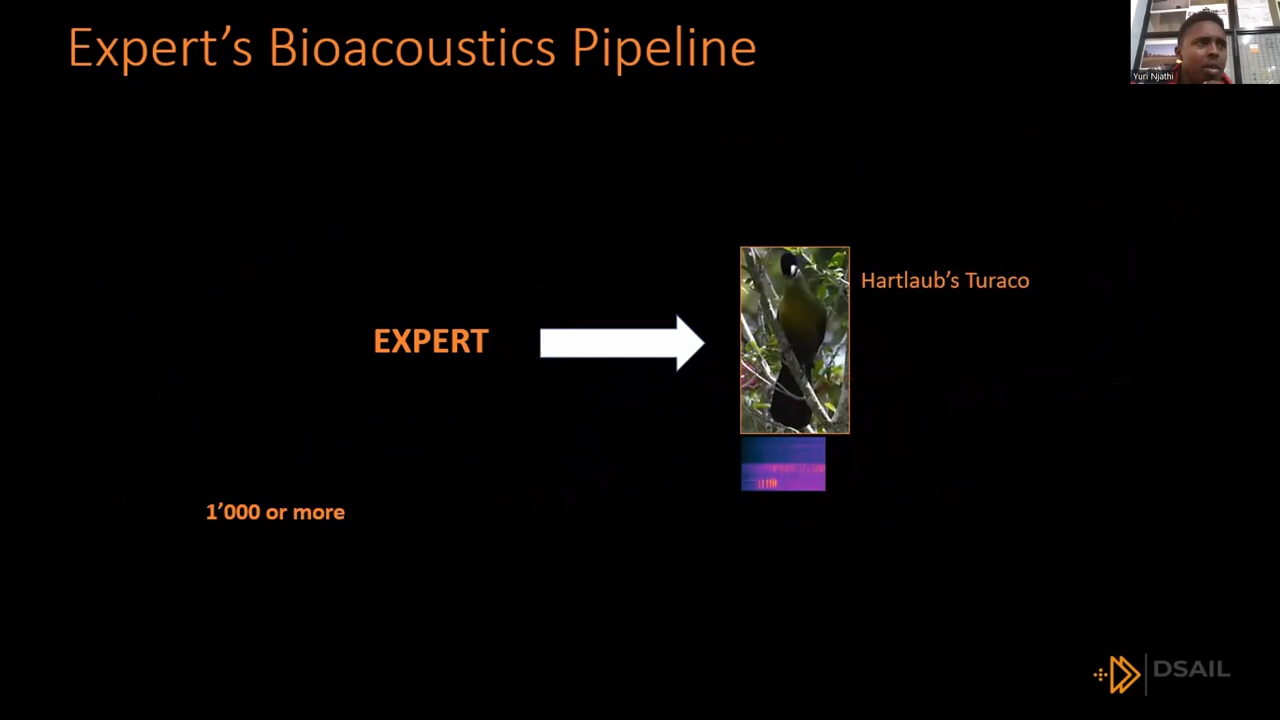 Expert’s Bioacoustics Pipeline
Yuri Njathi
Hartlaub’s Turaco
EXPERT
1’000 or more
DSAIL